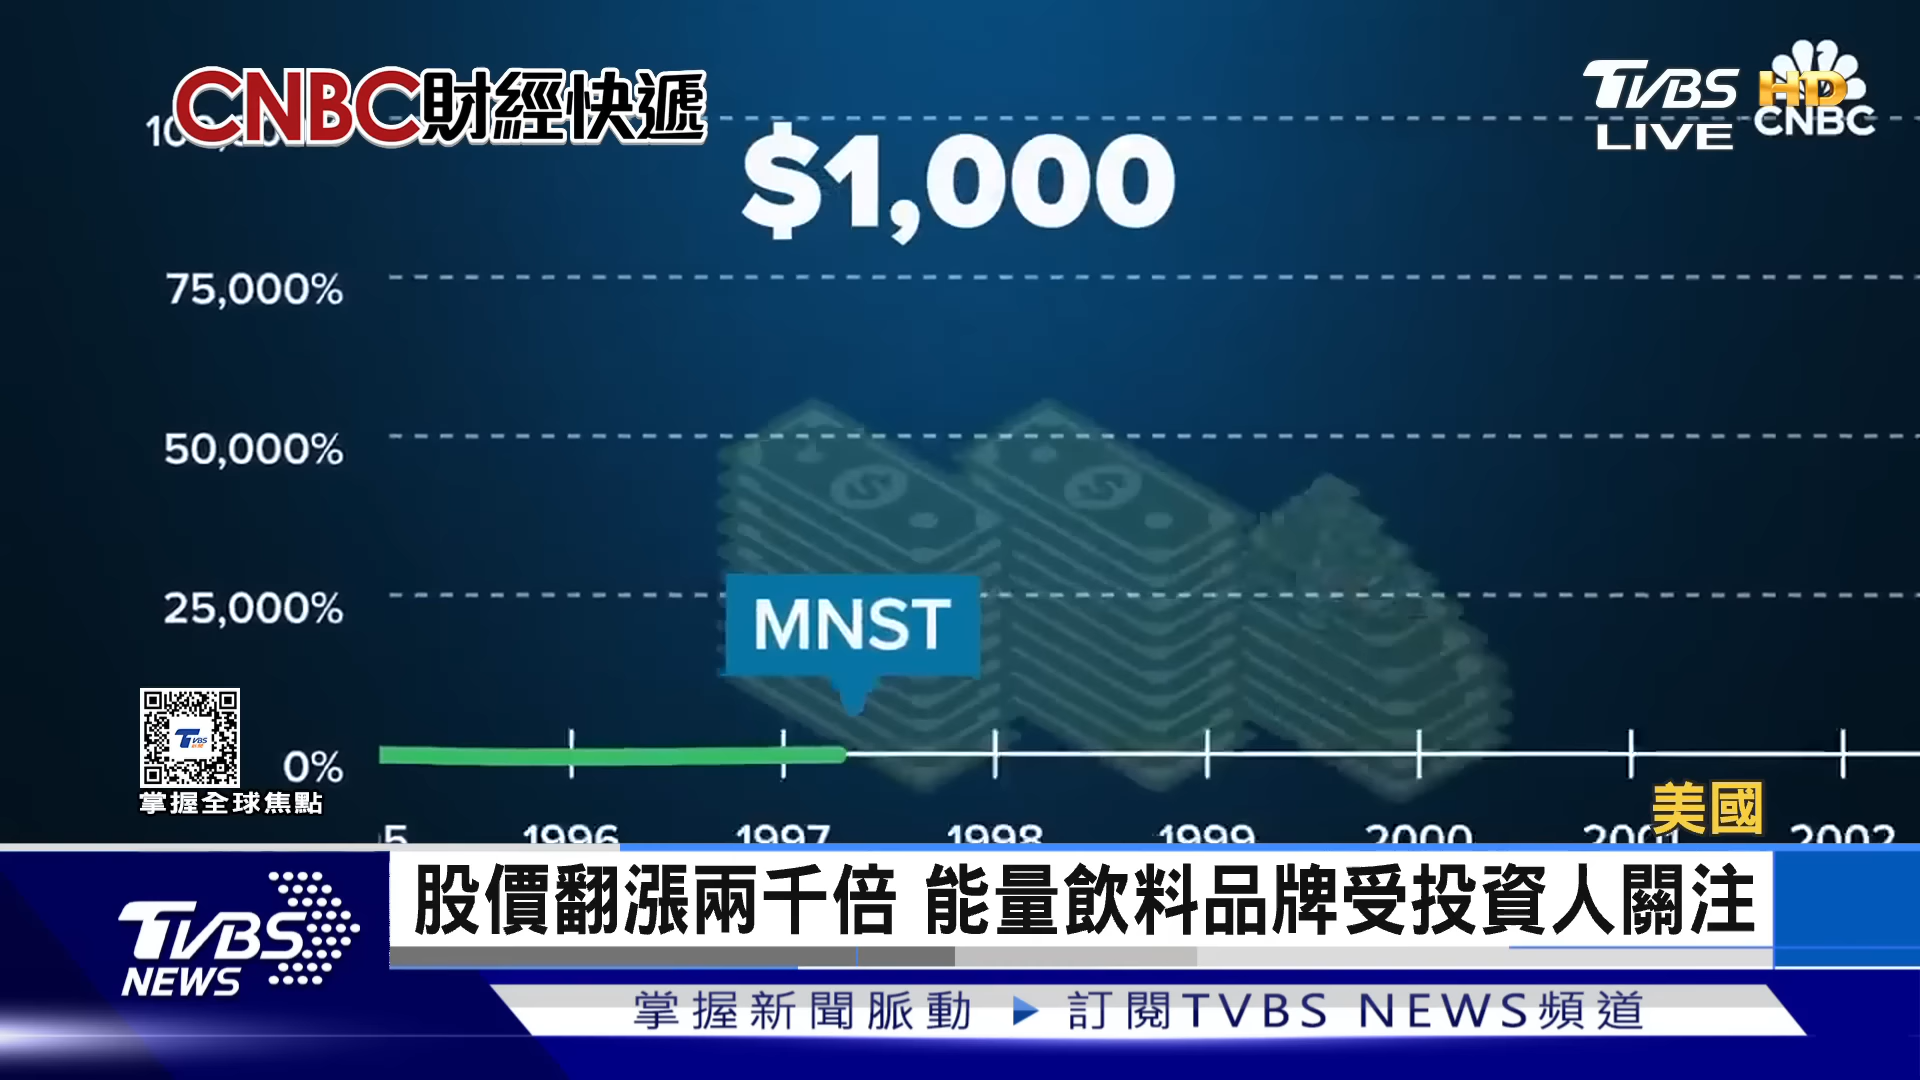 CNBC財經快遞
TVBS HD
LIVE
CNBC
$1,000
75,000%
50,000%
25,000%
MNST
0%
掌握全球焦點
1996 1997 1998 1999 2000 2001 2002
美國
股價翻漲兩千倍 能量飲料品牌受投資人關注
TVBS
NEWS
掌握新聞脈動 訂閱TVBS NEWS頻道